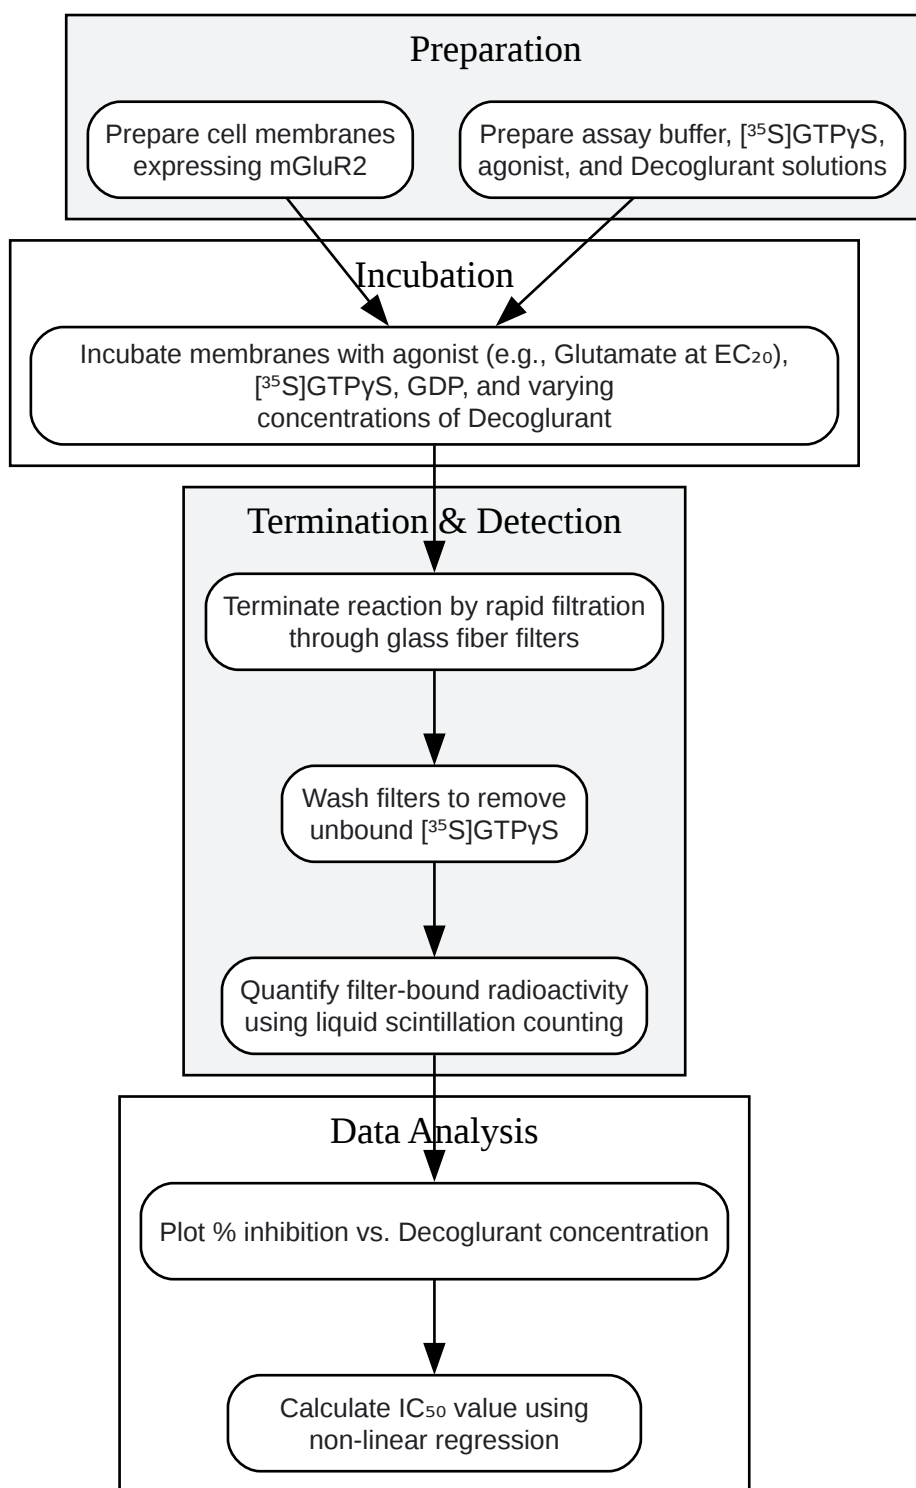 Preparation
Prepare cell membranes
expressing mGluR2
Prepare assay buffer, [³⁵S]GTPγS,
agonist, and Decoglurant solutions
Incubation
Incubate membranes with agonist (e.g., Glutamate at EC₂₀),
[³⁵S]GTPγS, GDP, and varying
concentrations of Decoglurant
Termination & Detection
Terminate reaction by rapid filtration
through glass fiber filters
Wash filters to remove
unbound [³⁵S]GTPγS
Quantify filter-bound radioactivity
using liquid scintillation counting
Data Analysis
Plot % inhibition vs. Decoglurant concentration
Calculate IC₅₀ value using
non-linear regression